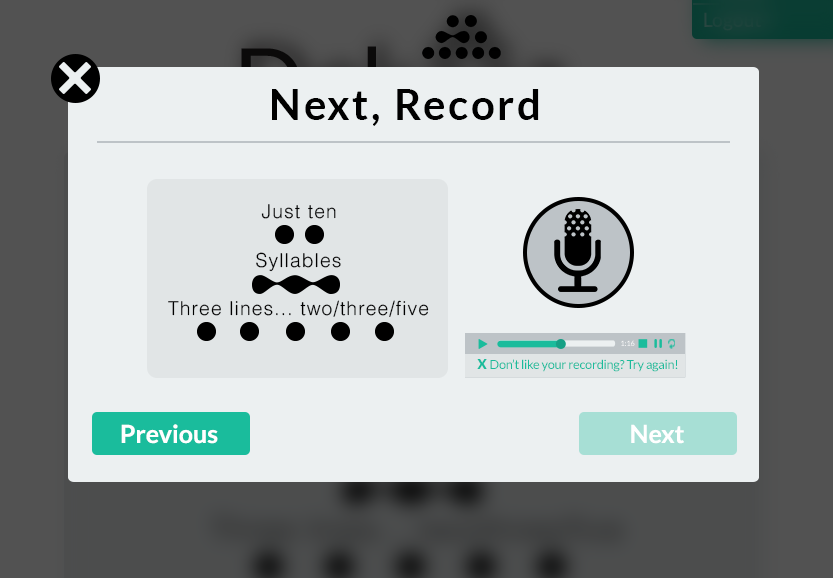 Next, Record
Just ten
Syllables
Three lines... two/three/five
1:16
X Don't like your recording? Try again!
Previous
Next